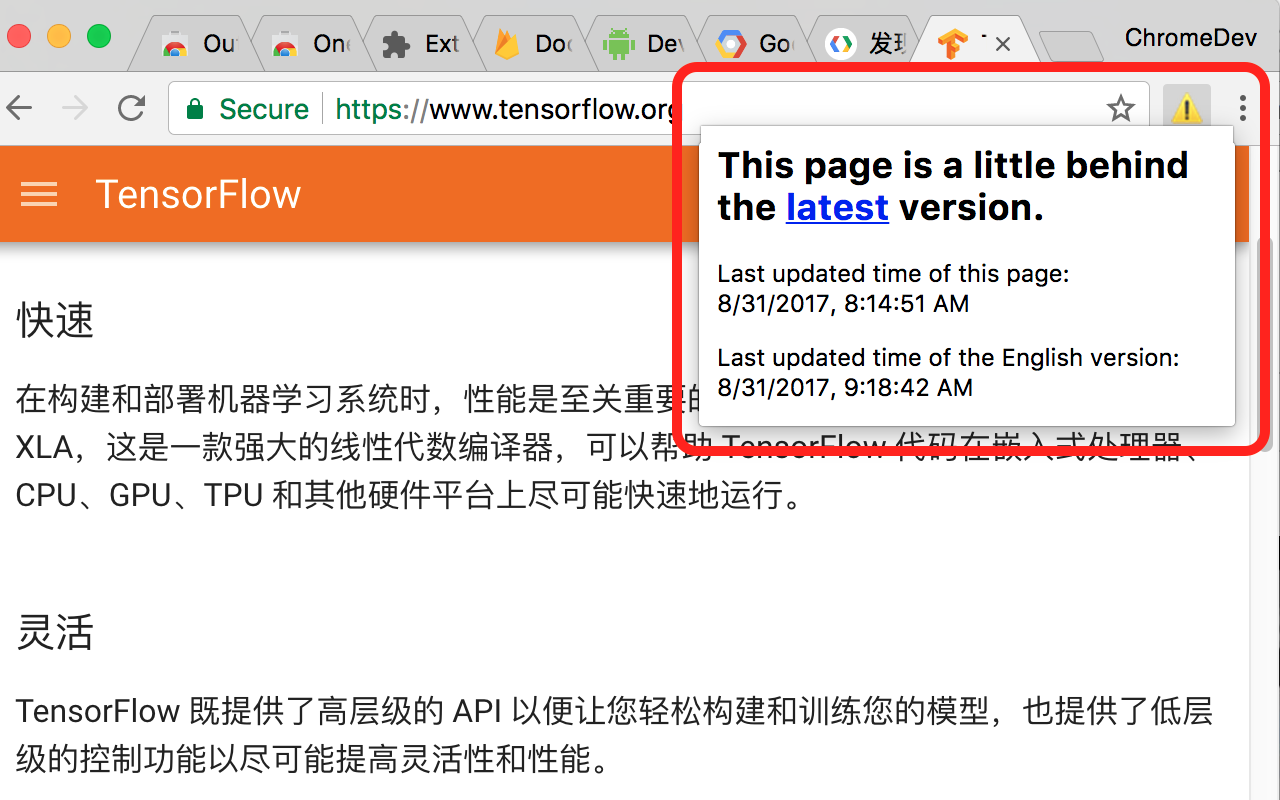 Ou
On
Ext
Do
Dev
Go
发现
ChromeDev
Secure
https://www.tensorflow.org
This page is a little behind
the latest version.
Last updated time of this page:
8/31/2017, 8:14:51 AM
Last updated time of the English version:
8/31/2017, 9:18:42 AM
TensorFlow
快速
在构建和部署机器学习系统时，性能是至关重要的
XLA，这是一款强大的线性代数编译器，可以帮助 TensorFlow 代码在嵌入式处理器、
CPU、GPU、TPU 和其他硬件平台上尽可能快速地运行。
灵活
TensorFlow 既提供了高层级的 API 以便让您轻松构建和训练您的模型，也提供了低层
级的控制功能以尽可能提高灵活性和性能。